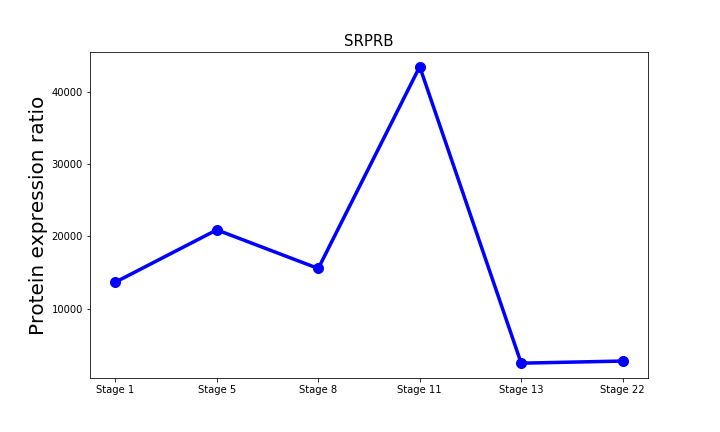 SRPRB
Protein expression ratio
40000
30000
20000
10000
Stage 1 Stage 5 Stage 8 Stage 11 Stage 13 Stage 22